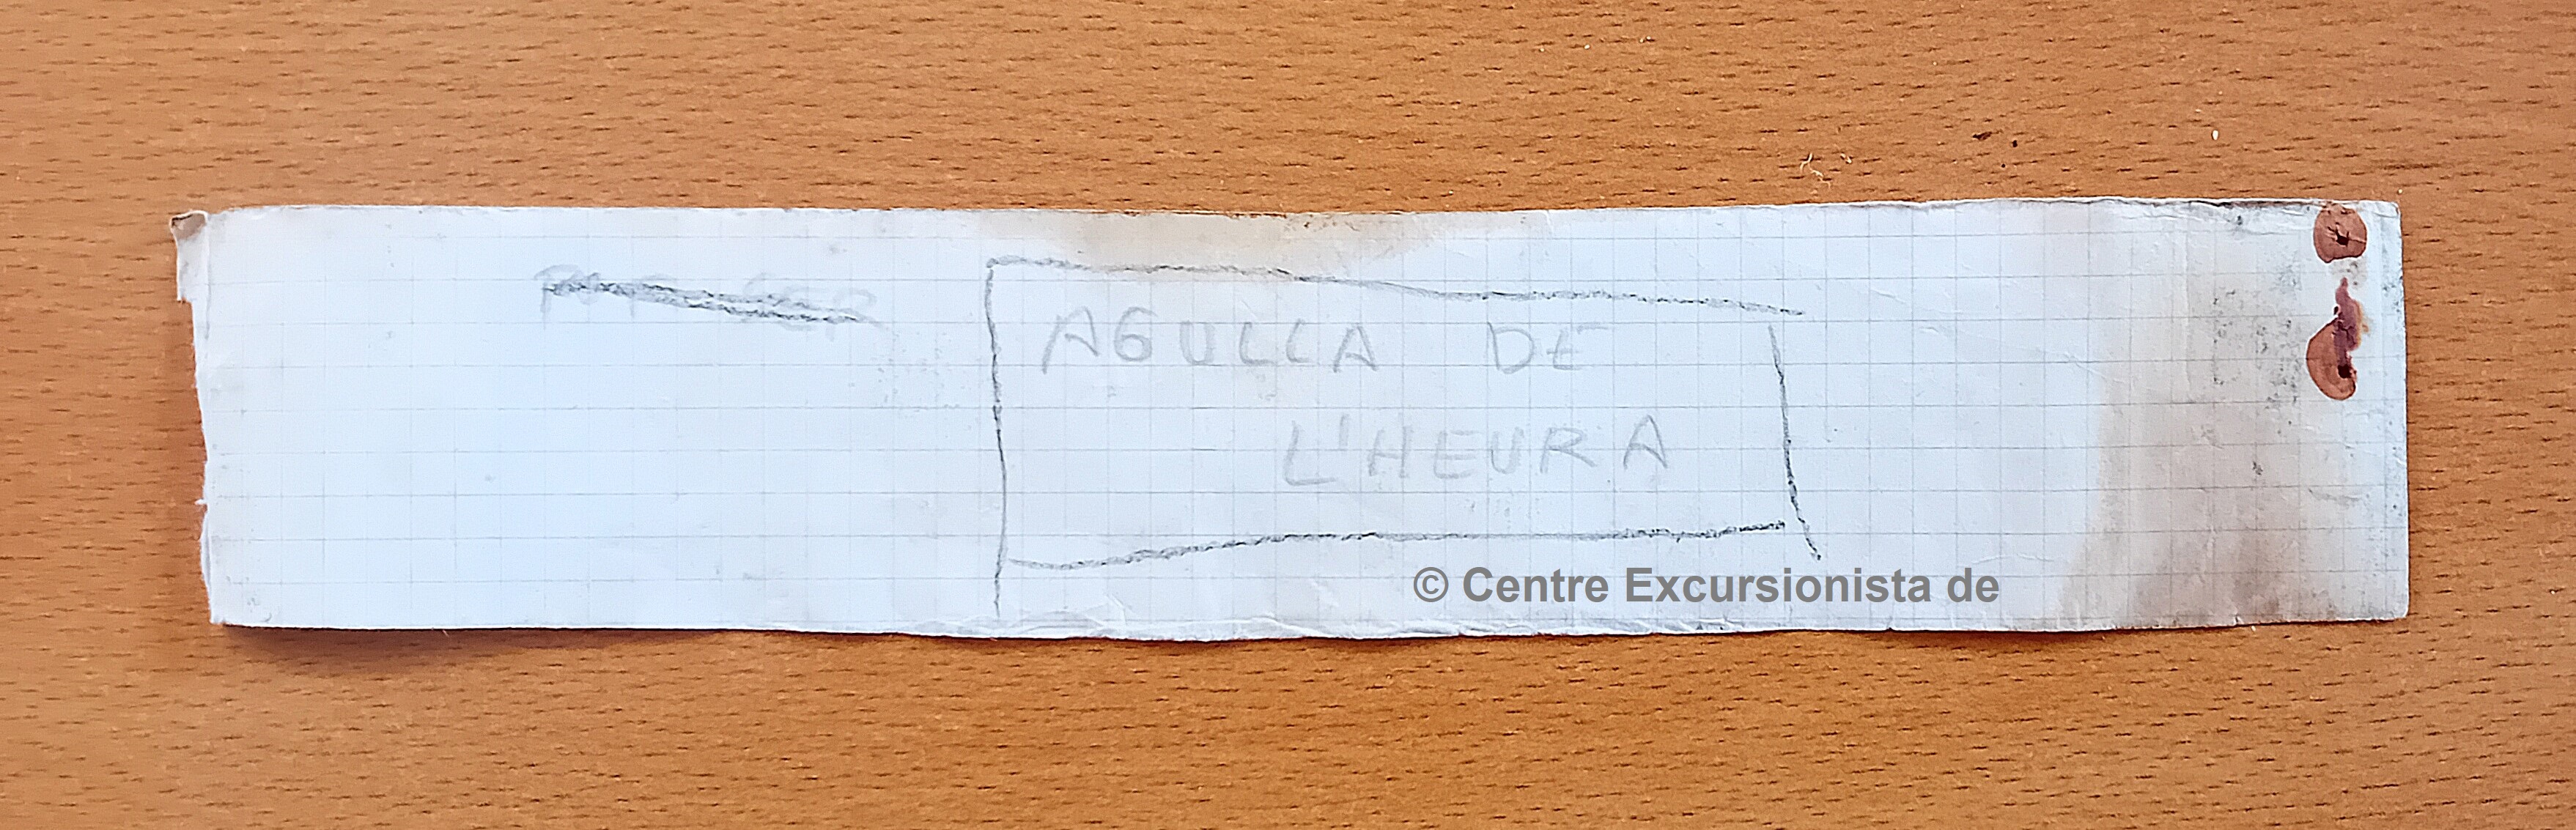 AGULLA DE
L'HEURA
© Centre Excursionista de